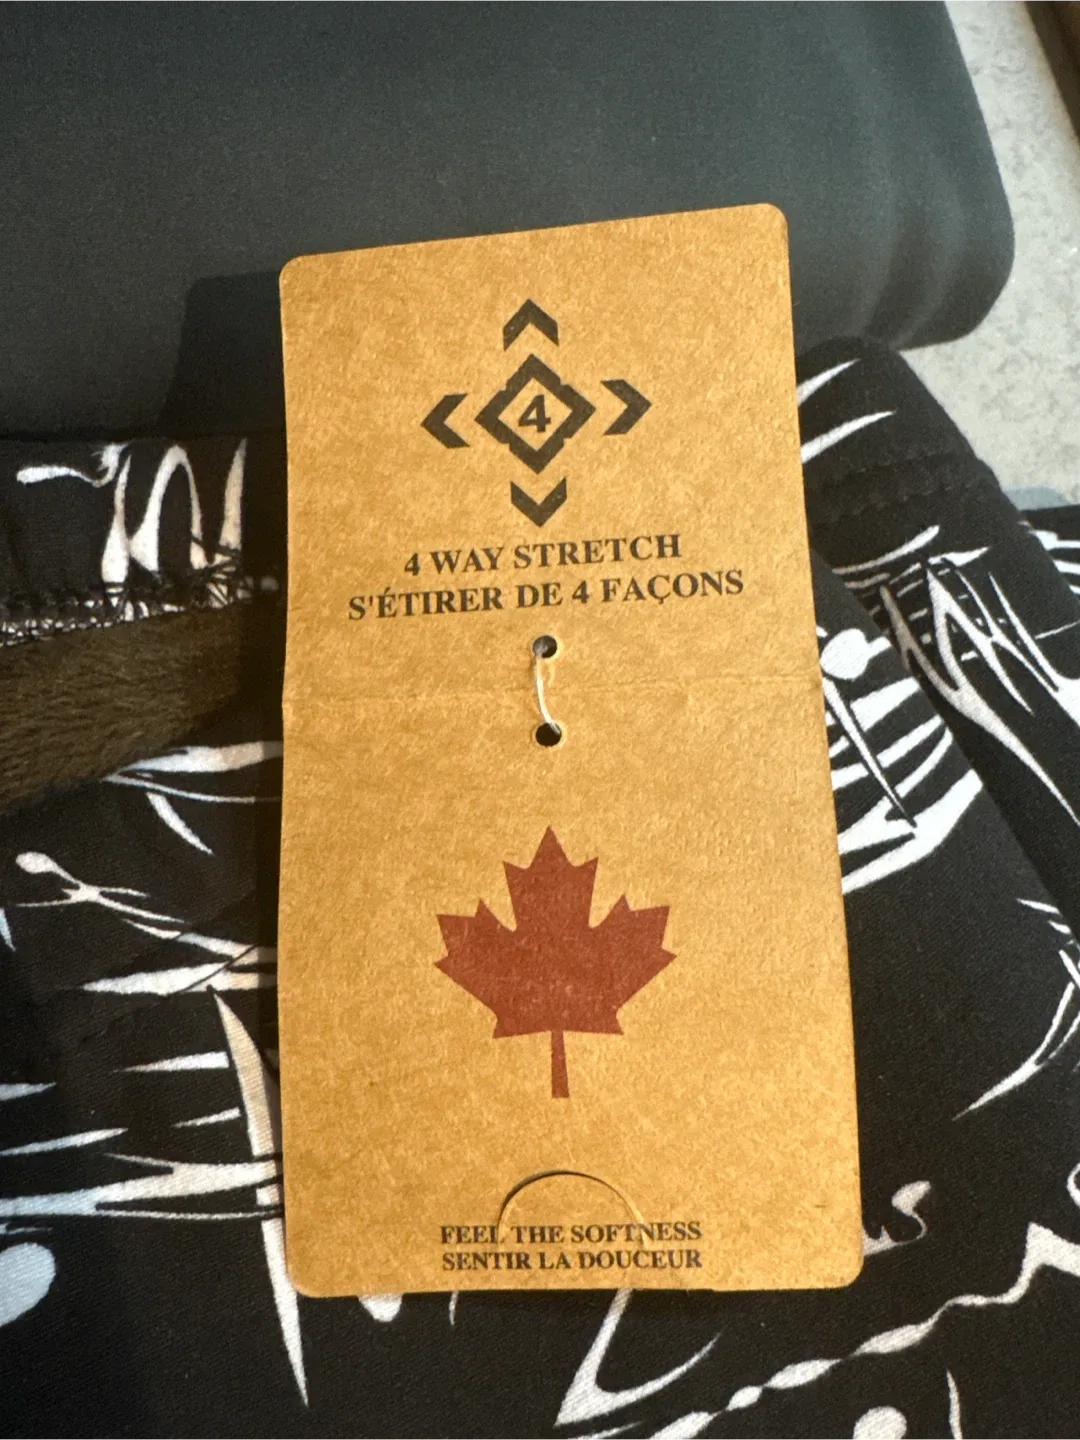 4
4 WAY STRETCH
S'ÉTIRER DE 4 FAÇONS
FEEL THE SOFTNESS
SENTIR LA DOUCEUR